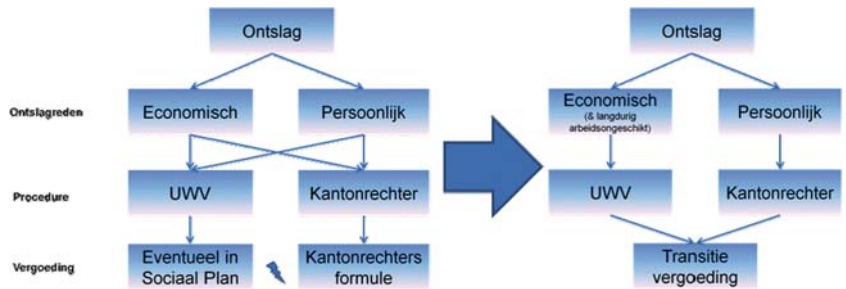 Ontslag
Ontslag
Ontslagreden
Economisch
Persoonlijk
Economisch
(& langdurig
arbeidsongeschikt)
Persoonlijk
Procedure
UWV
Kantonrechter
UWV
Kantonrechter
Vergoeding
Eventueel in
Sociaal Plan
Kantonrechters
formule
Transitie
vergoeding